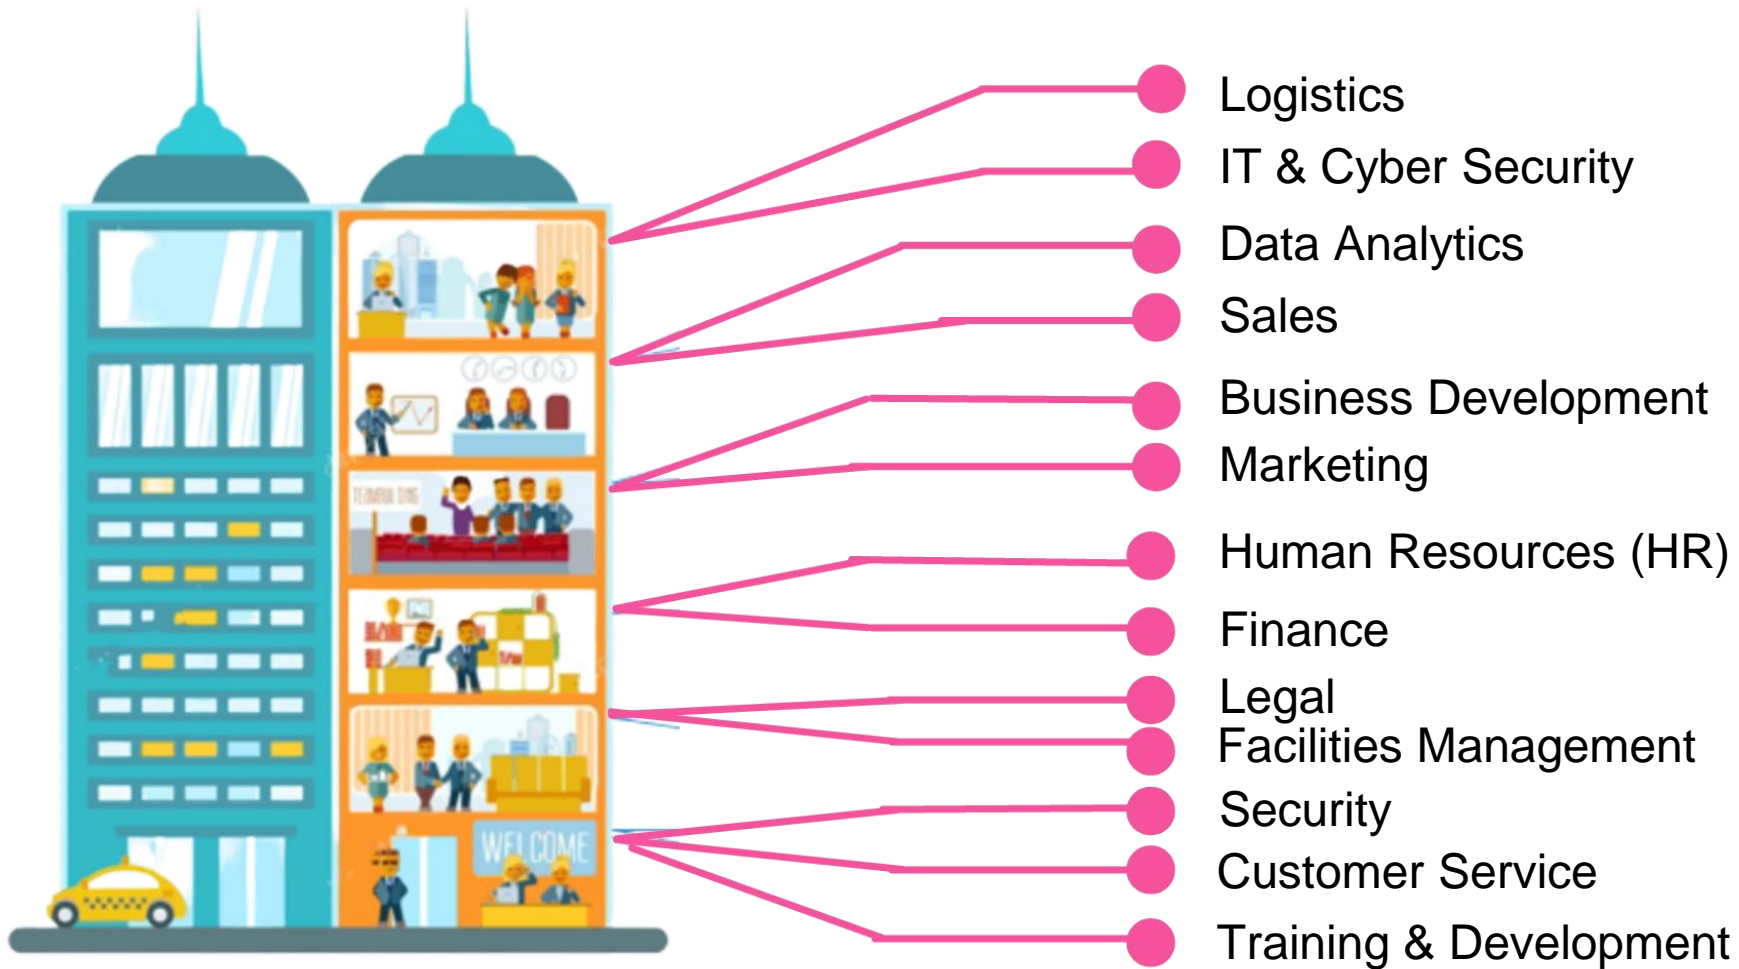 Logistics
IT & Cyber Security
Data Analytics
Sales
Business Development
Marketing
TEAMBUILDING
Human Resources (HR)
Finance
Legal
Facilities Management
Security
WELCOME
Customer Service
Training & Development